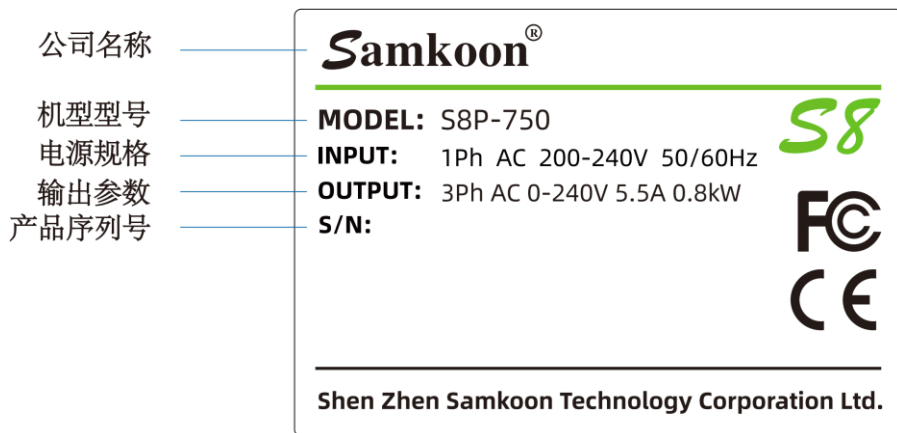 公司名称
Samkoon®
机型型号
MODEL: S8P-750
S8
电源规格
INPUT: 1Ph AC 200-240V 50/60Hz
输出参数
OUTPUT: 3Ph AC 0-240V 5.5A 0.8kW
产品序列号
S/N:
FC
CE
Shen Zhen Samkoon Technology Corporation Ltd.